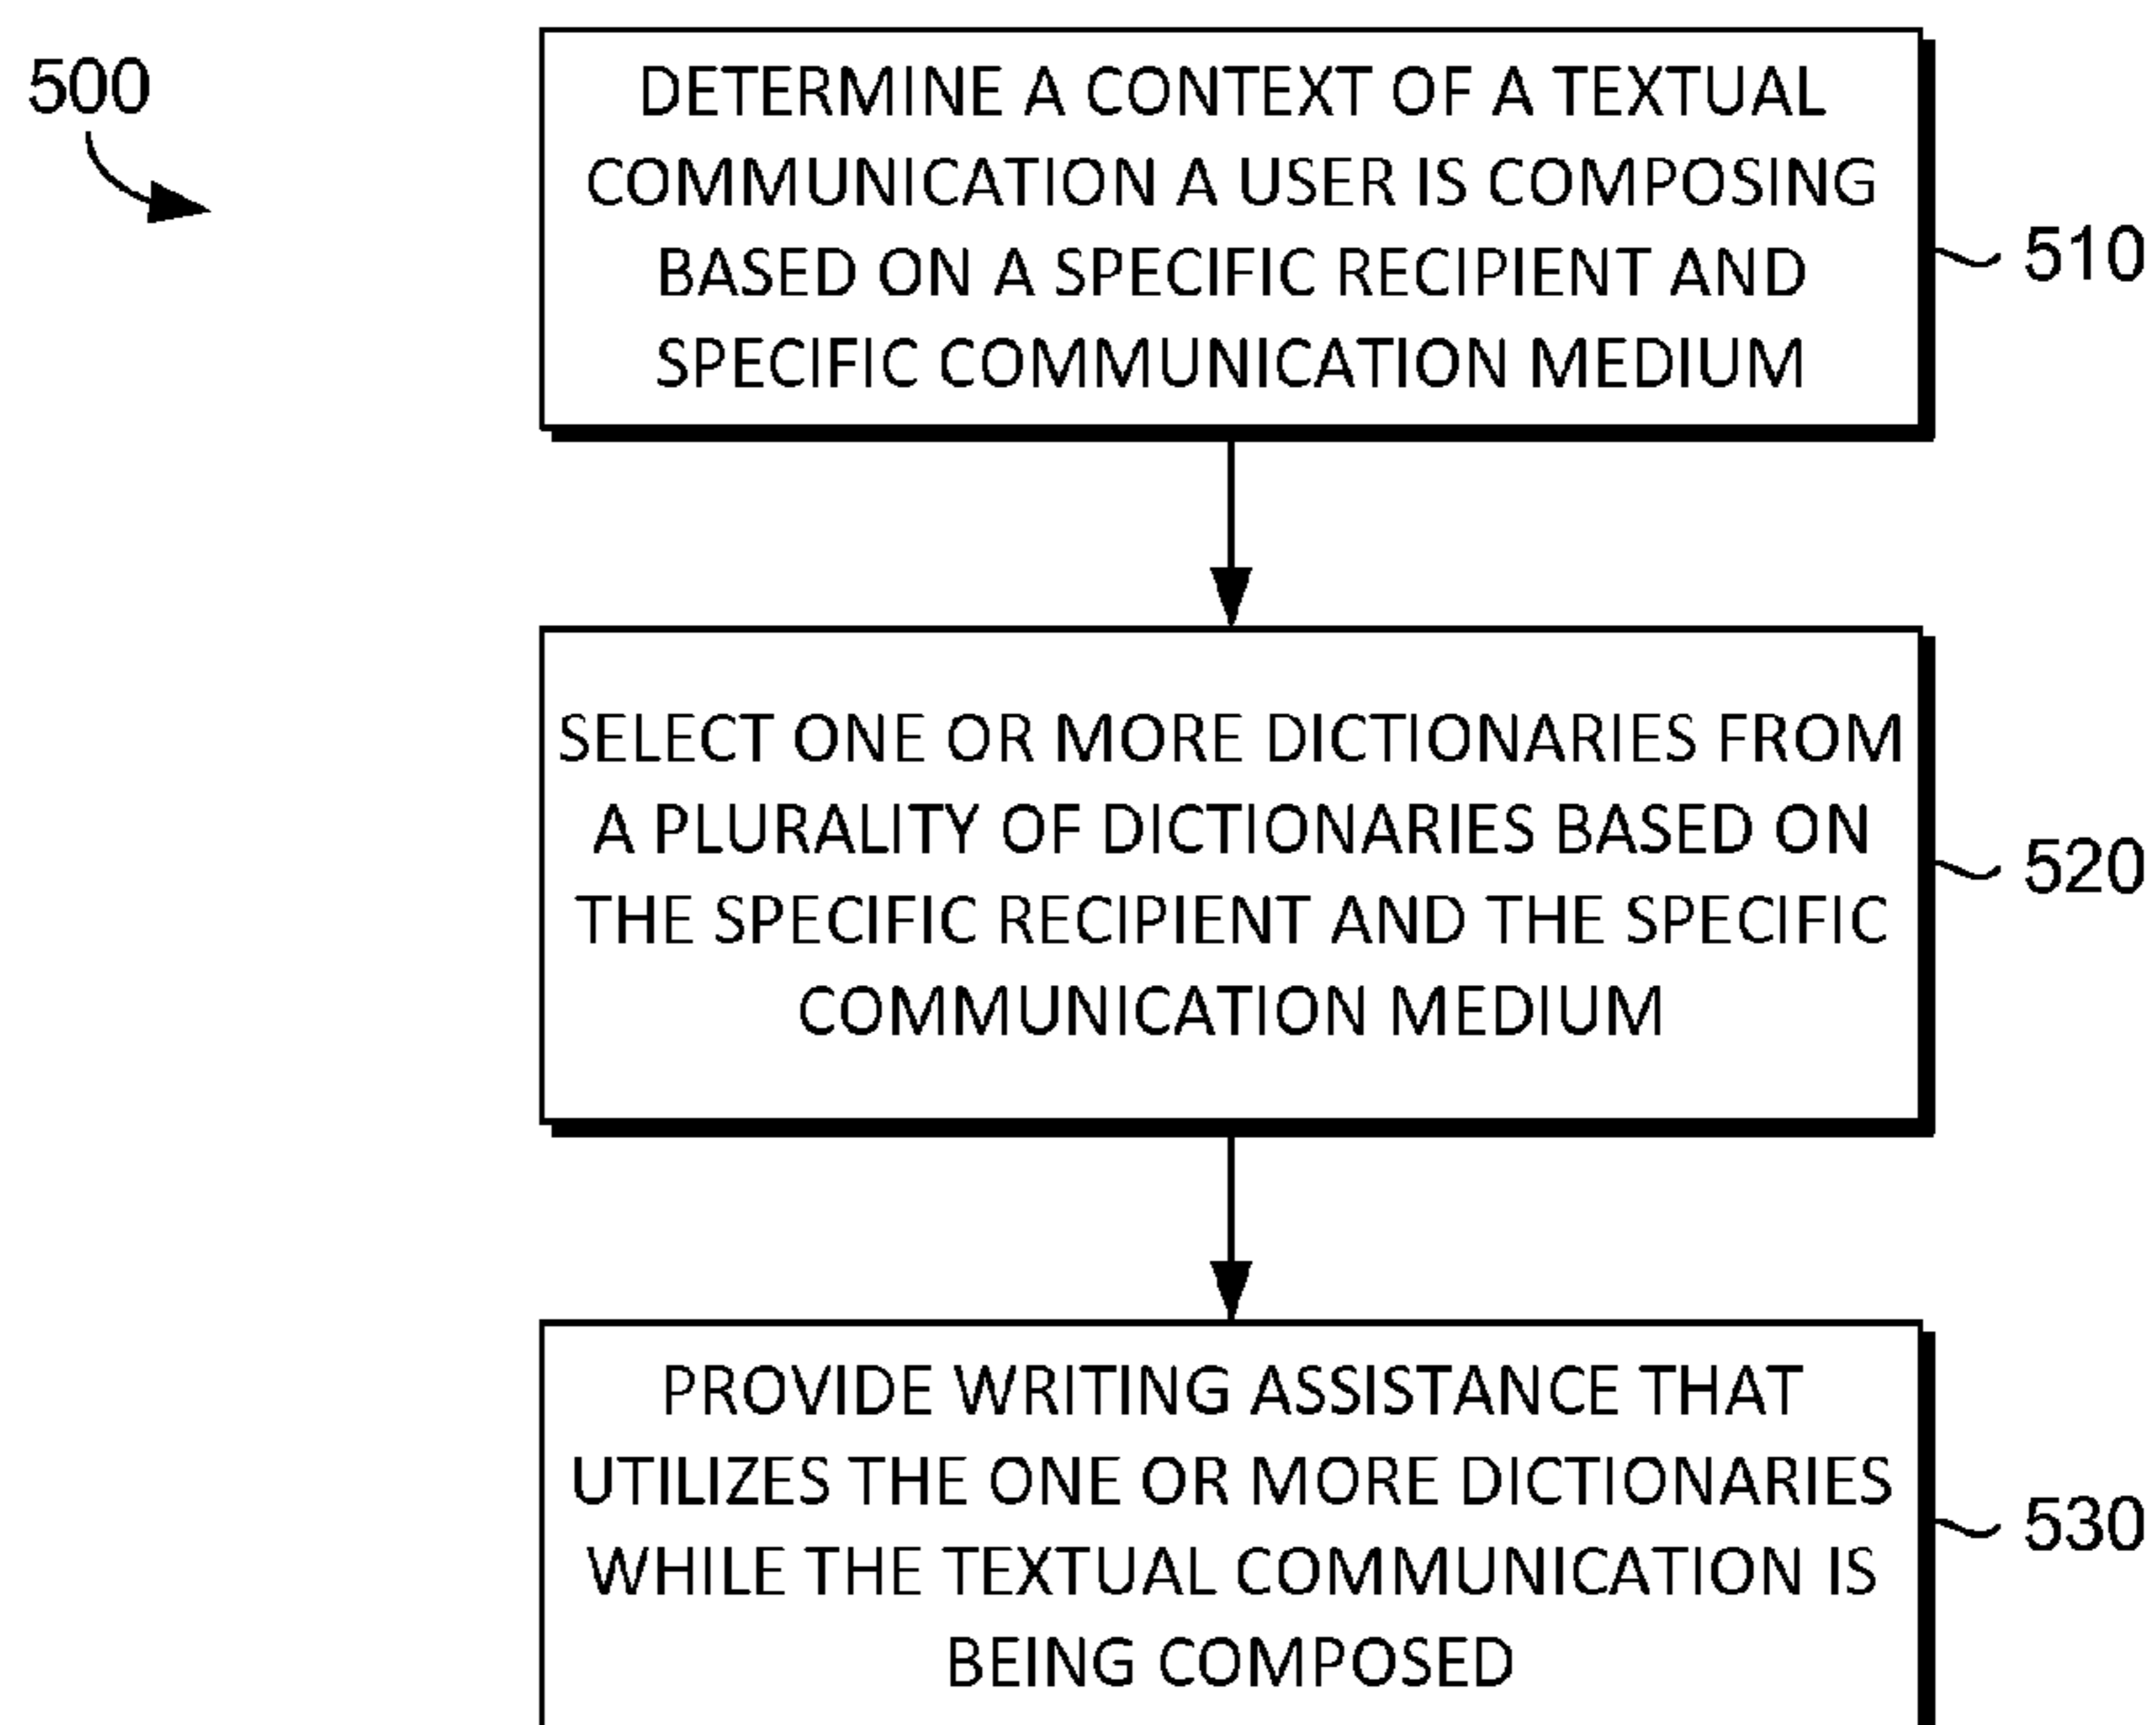 500
DETERMINE A CONTEXT OF A TEXTUAL
COMMUNICATION A USER IS COMPOSING
BASED ON A SPECIFIC RECIPIENT AND
SPECIFIC COMMUNICATION MEDIUM
510
SELECT ONE OR MORE DICTIONARIES FROM
A PLURALITY OF DICTIONARIES BASED ON
THE SPECIFIC RECIPIENT AND THE SPECIFIC
COMMUNICATION MEDIUM
520
PROVIDE WRITING ASSISTANCE THAT
UTILIZES THE ONE OR MORE DICTIONARIES
WHILE THE TEXTUAL COMMUNICATION IS
BEING COMPOSED
530